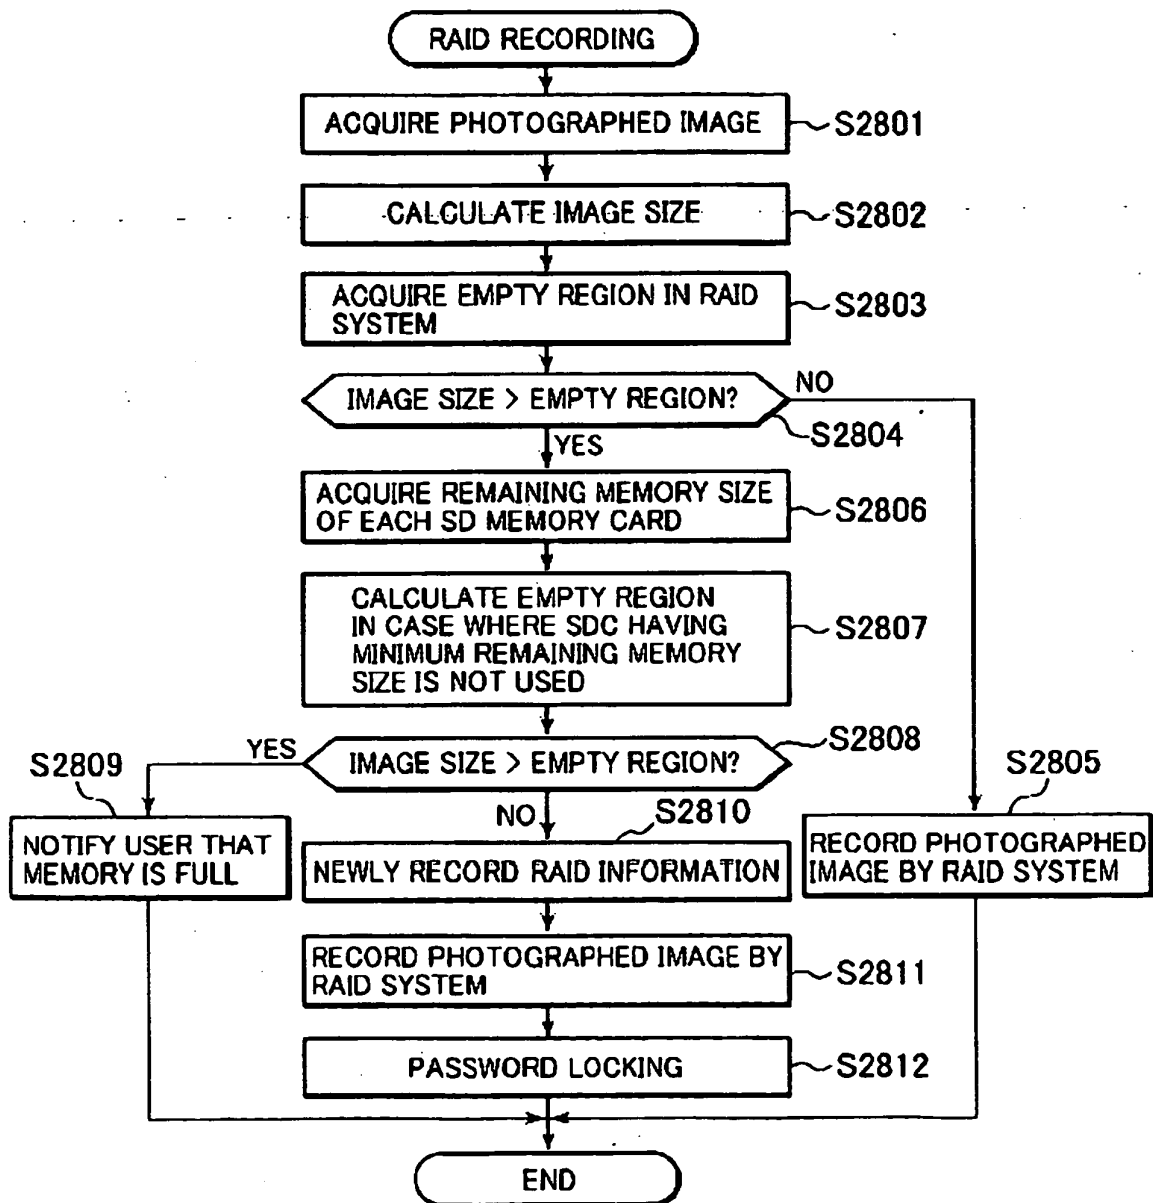 RAID RECORDING
ACQUIRE PHOTOGRAPHED IMAGE
S2801
CALCULATE IMAGE SIZE
S2802
ACQUIRE EMPTY REGION IN RAID
SYSTEM
S2803
IMAGE SIZE > EMPTY REGION?
NO
S2804
YES
ACQUIRE REMAINING MEMORY SIZE
OF EACH SD MEMORY CARD
S2806
CALCULATE EMPTY REGION
IN CASE WHERE SDC HAVING
MINIMUM REMAINING MEMORY
SIZE IS NOT USED
S2807
IMAGE SIZE > EMPTY REGION?
S2808
YES
S2809
NOTIFY USER THAT
MEMORY IS FULL
NO
S2810
NEWLY RECORD RAID INFORMATION
S2805
RECORD PHOTOGRAPHED
IMAGE BY RAID SYSTEM
RECORD PHOTOGRAPHED IMAGE BY
RAID SYSTEM
S2811
PASSWORD LOCKING
S2812
END